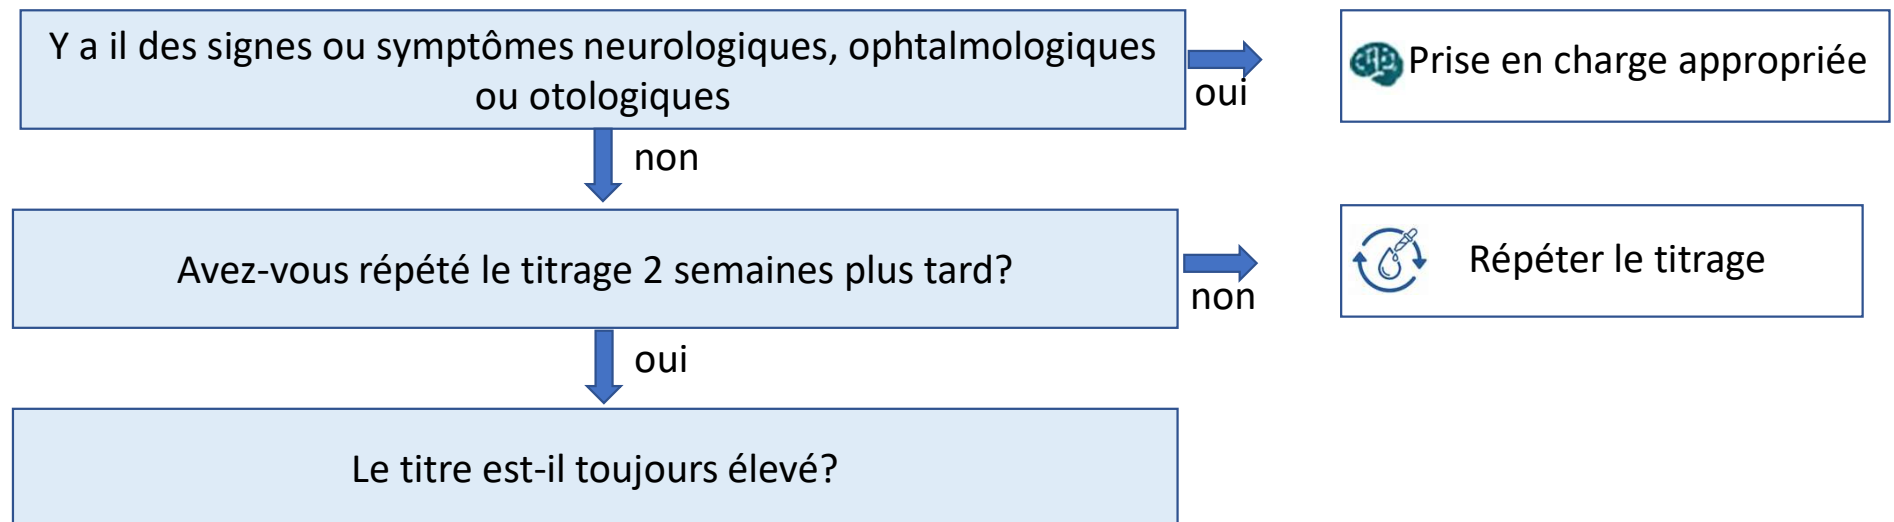 Y a il des signes ou symptômes neurologiques, ophtalmologiques
ou otologiques
oui
Prise en charge appropriée
non
Avez-vous répété le titrage 2 semaines plus tard?
non
Répéter le titrage
oui
Le titre est-il toujours élevé?